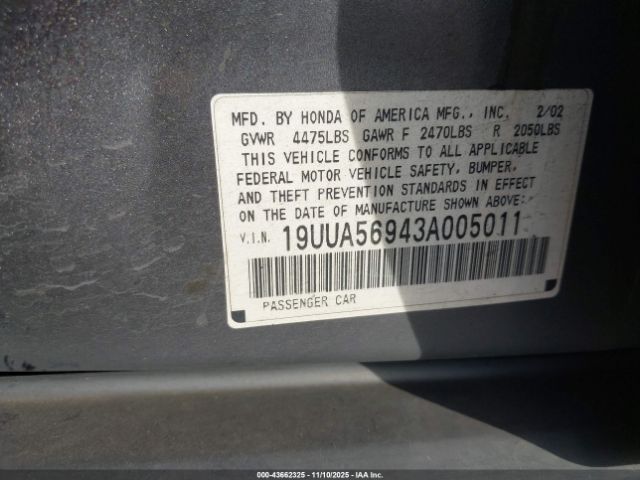 MFD. BY HONDA OF AMERICA MFG., INC. 2/02
GVWR 4475LBS GAWR F 2470LBS R 2050LBS
THIS VEHICLE CONFORMS TO ALL APPLICABLE
FEDERAL MOTOR VEHICLE SAFETY, BUMPER,
AND THEFT PREVENTION STANDARDS IN EFFECT
ON THE DATE OF MANUFACTURE SHOWN ABOVE.
V.I.N. 19UUA56943A005011
PASSENGER CAR
000-43662325 - 11/10/2025 - IAA Inc.